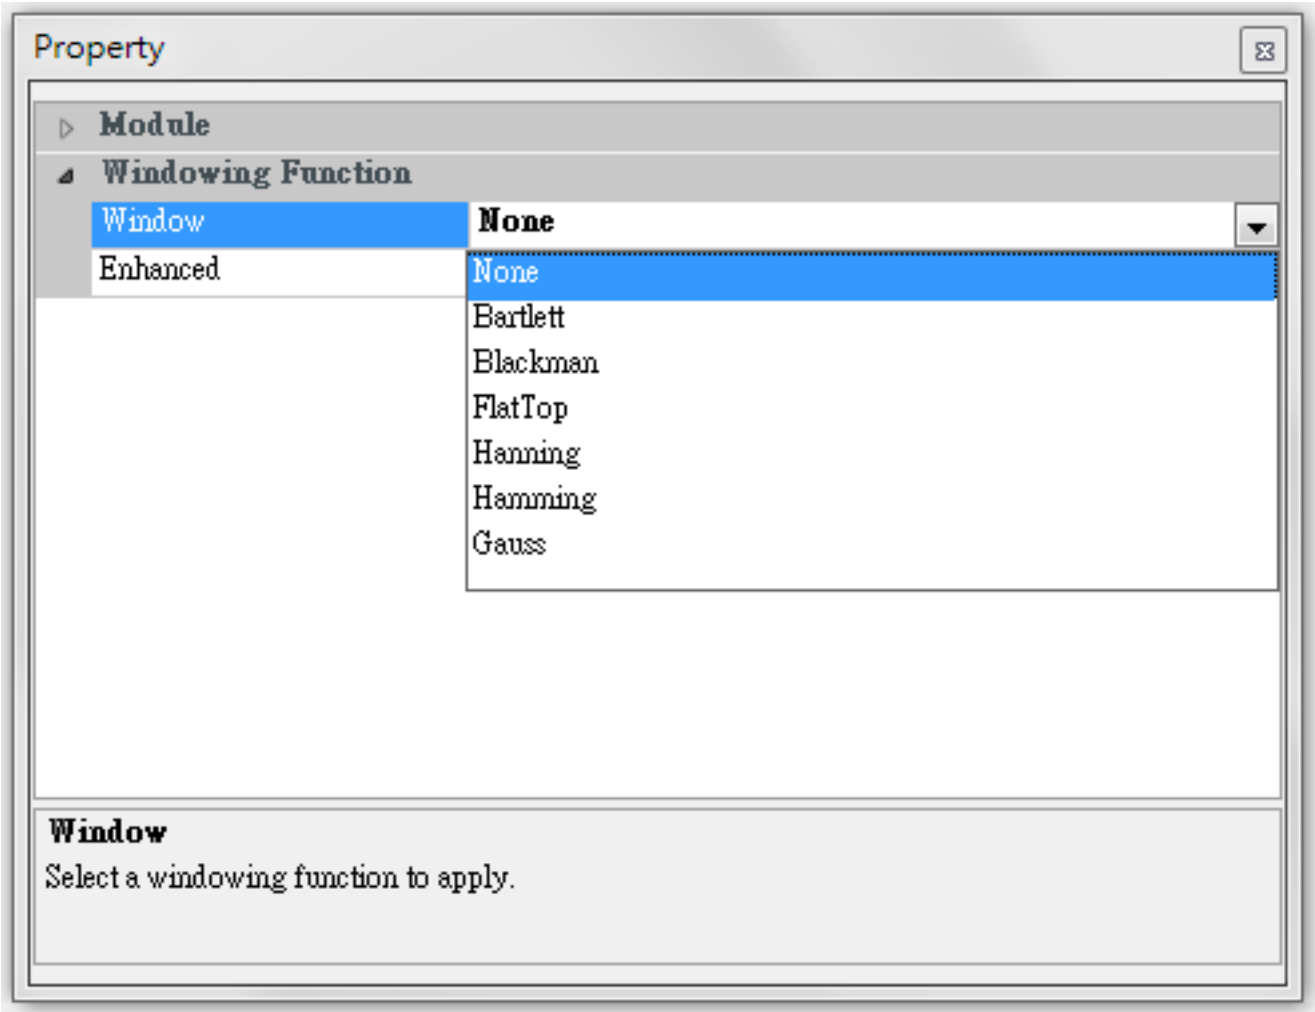 Property
Module
Windowing Function
Window None
Enhanced
None
Bartlett
Blackman
FlatTop
Hanning
Hamming
Gauss
Window
Select a windowing function to apply.